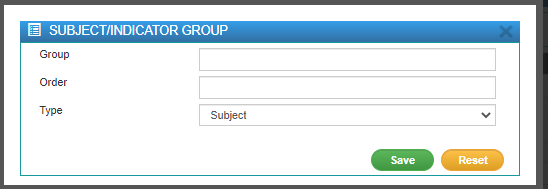 SUBJECT/INDICATOR GROUP
Group
Order
Type
Subject
Save Reset